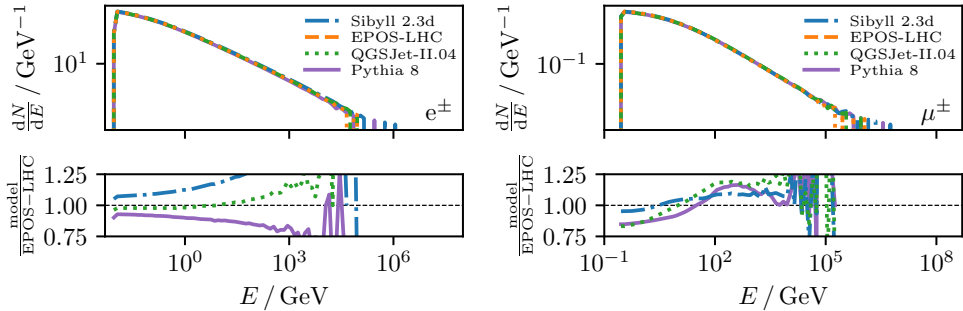 dN/dE / GeV⁻¹
10¹
Sibyll 2.3d
EPOS-LHC
QGSJet-II.04
Pythia 8
e±
model/EPOS−LHC
1.25
1.00
0.75
10⁰ 10³ 10⁶
E / GeV
dN/dE / GeV⁻¹
10⁻¹
Sibyll 2.3d
EPOS-LHC
QGSJet-II.04
Pythia 8
μ±
model/EPOS−LHC
1.25
1.00
0.75
10⁻¹ 10² 10⁵ 10⁸
E / GeV